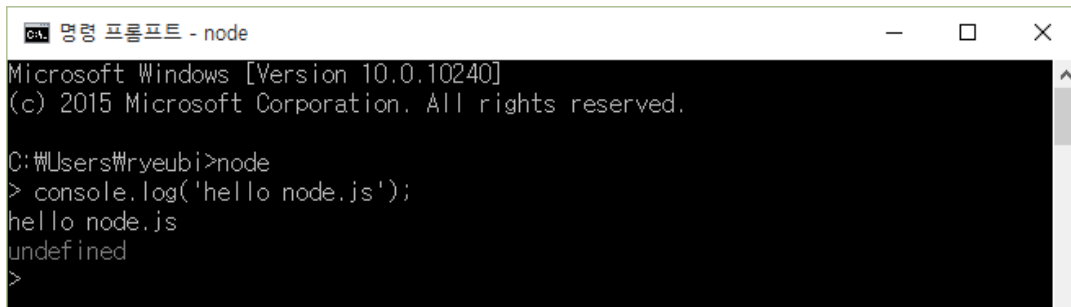 명령 프롬프트 - node
Microsoft Windows [Version 10.0.10240]
(c) 2015 Microsoft Corporation. All rights reserved.
C:₩Users₩ryeubi>node
> console.log('hello node.js');
hello node.js
undefined
>